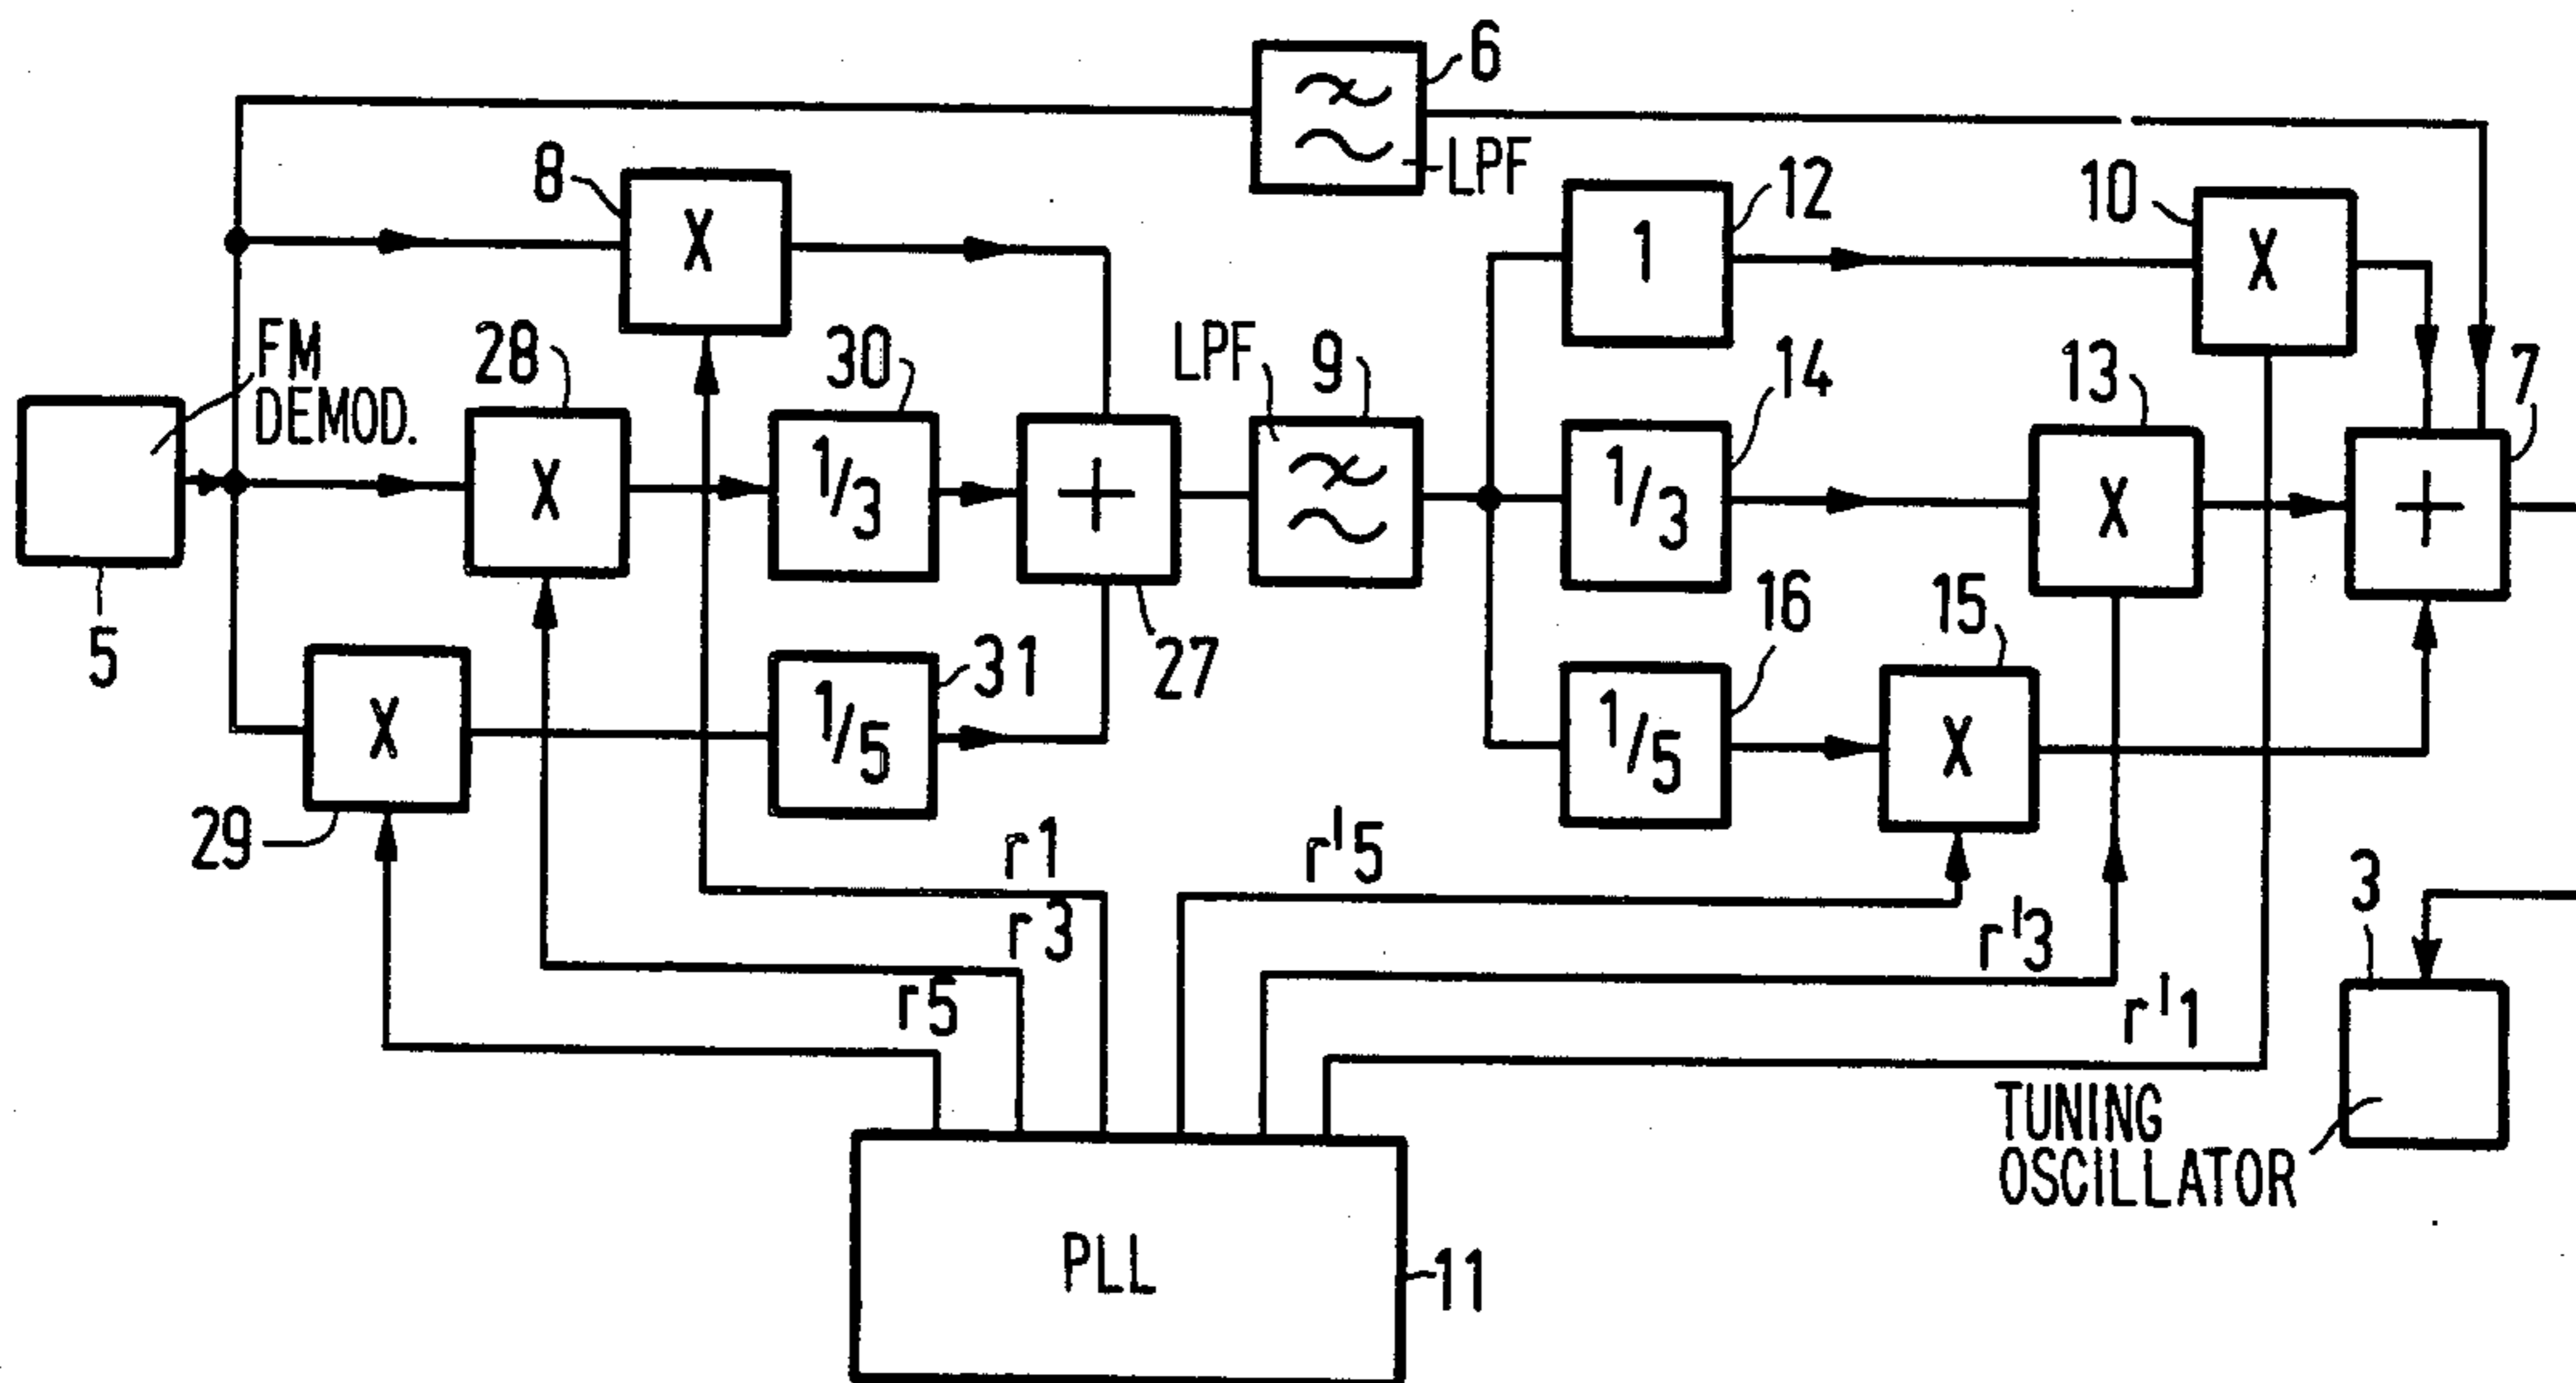 6
LPF
8
X
12
1
10
X
FM
DEMOD.
28
X
30
1/3
LPF
9
14
1/3
13
X
7
+
5
+
27
29
X
31
1/5
16
1/5
15
X
r1
r3
r5
r'5
r'3
r'1
3
TUNING
OSCILLATOR
PLL
11